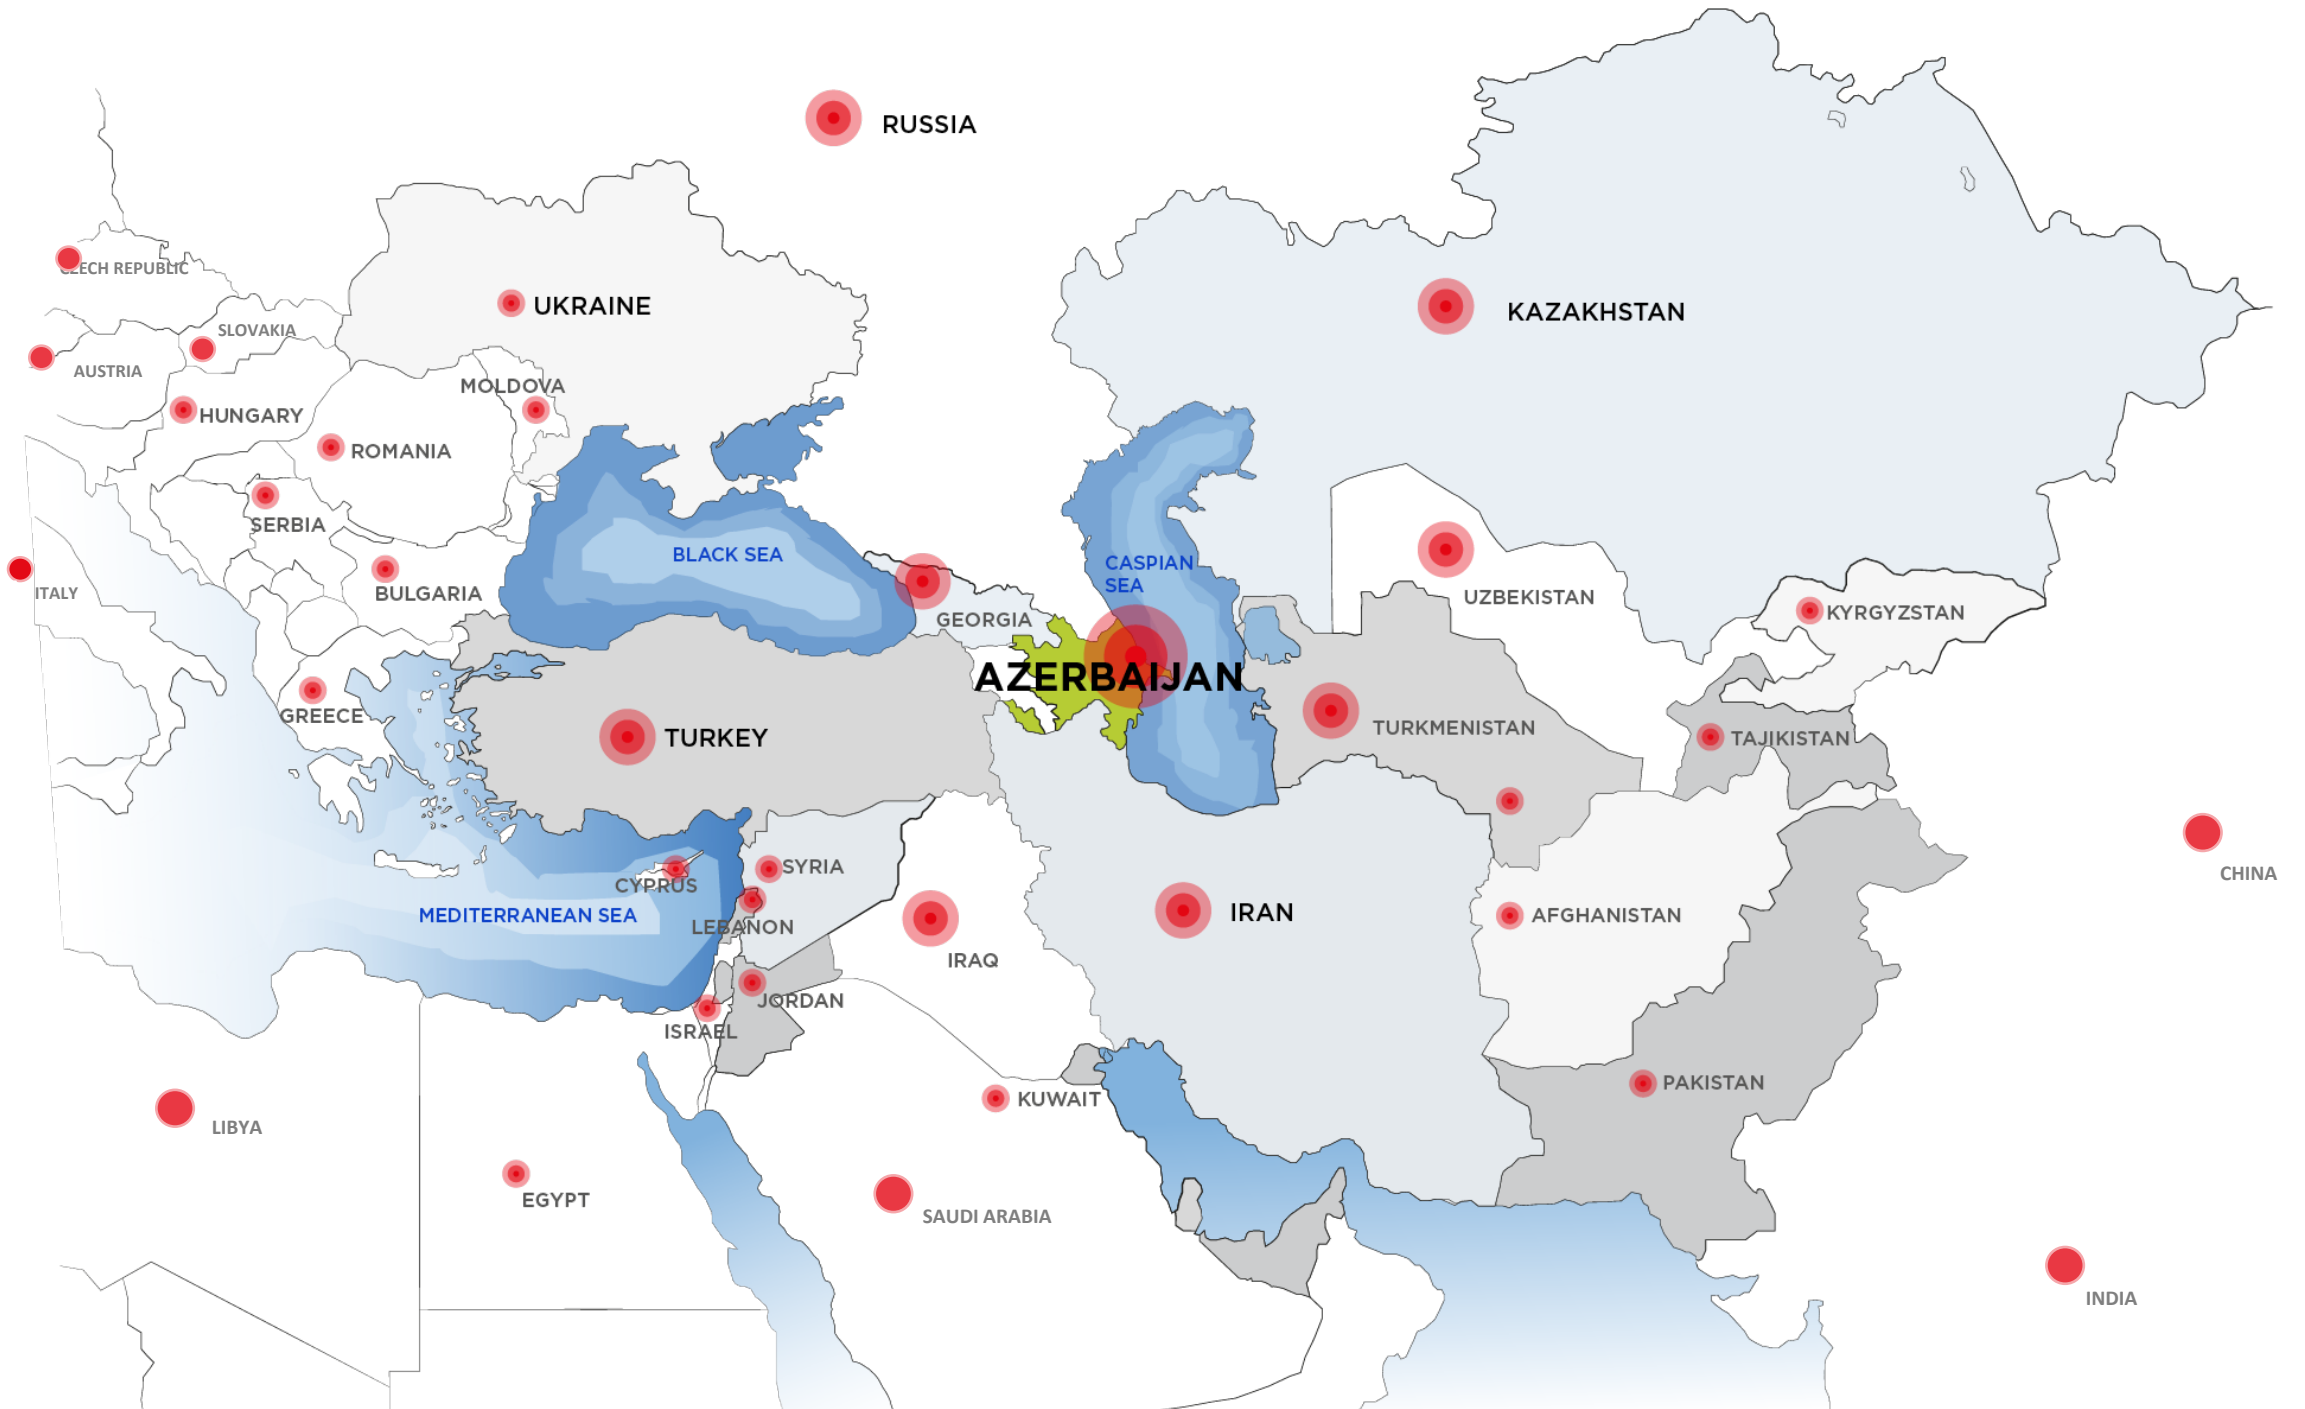 RUSSIA
CZECH REPUBLIC
UKRAINE
KAZAKHSTAN
SLOVAKIA
AUSTRIA
MOLDOVA
HUNGARY
ROMANIA
SERBIA
BLACK SEA
CASPIAN
SEA
ITALY
BULGARIA
UZBEKISTAN
GEORGIA
KYRGYZSTAN
AZERBAIJAN
GREECE
TURKEY
TURKMENISTAN
TAJIKISTAN
SYRIA
CYPRUS
CHINA
MEDITERRANEAN SEA
LEBANON
IRAN
AFGHANISTAN
IRAQ
JORDAN
ISRAEL
PAKISTAN
KUWAIT
LIBYA
EGYPT
SAUDI ARABIA
INDIA